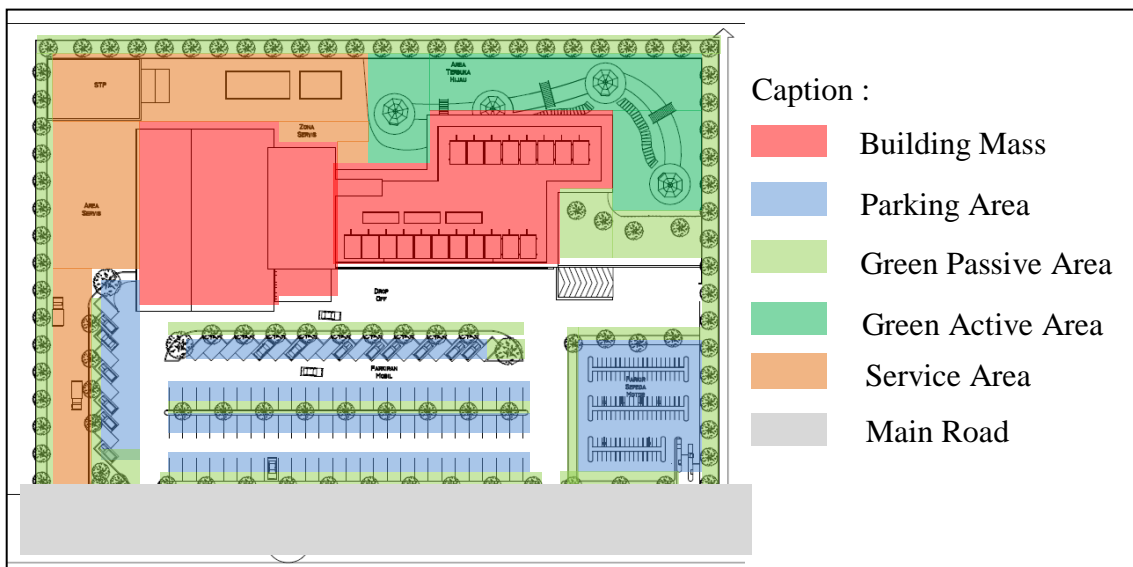 AREA
TERBUKA
HIJAU
STP
ZONA
SERVIS
AREA
SERVIS
DROP
OFF
PARKIRAN
MOBIL
PARKIR
SEPEDA
MOTOR
Caption :
Building Mass
Parking Area
Green Passive Area
Green Active Area
Service Area
Main Road